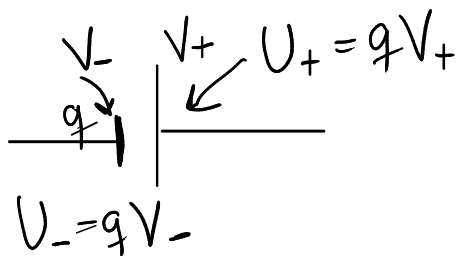 V₋ V₊ U₊ = qV₊
q
U₋ = qV₋